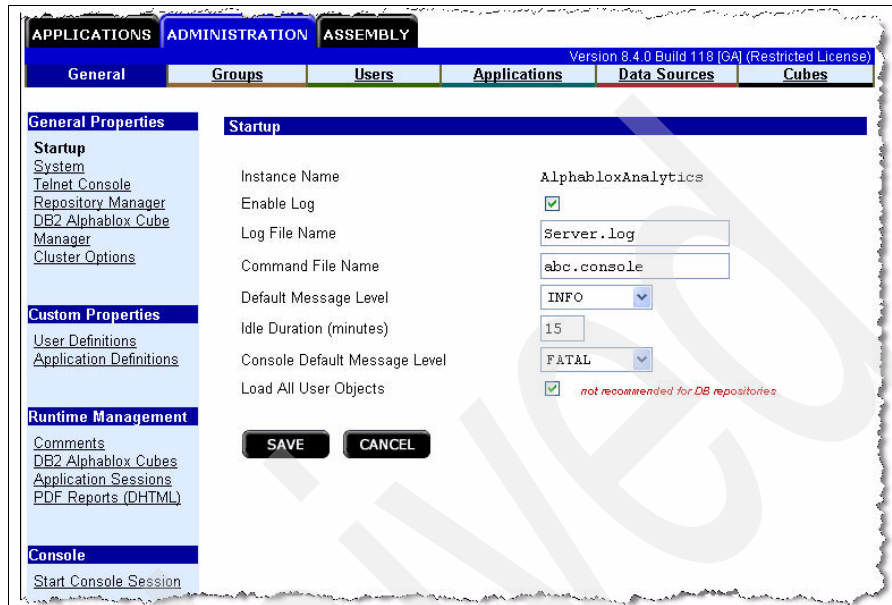 APPLICATIONS ADMINISTRATION ASSEMBLY
Version 8.4.0 Build 118 [GA] (Restricted License)
General Groups Users Applications Data Sources Cubes
General Properties
Startup
System
Telnet Console
Repository Manager
DB2 Alphablox Cube
Manager
Cluster Options
Custom Properties
User Definitions
Application Definitions
Runtime Management
Comments
DB2 Alphablox Cubes
Application Sessions
PDF Reports (DHTML)
Console
Start Console Session
Startup
Instance Name AlphabloxAnalytics
Enable Log
Log File Name Server.log
Command File Name abc.console
Default Message Level INFO
Idle Duration (minutes) 15
Console Default Message Level FATAL
Load All User Objects not recommended for DB repositories
SAVE CANCEL